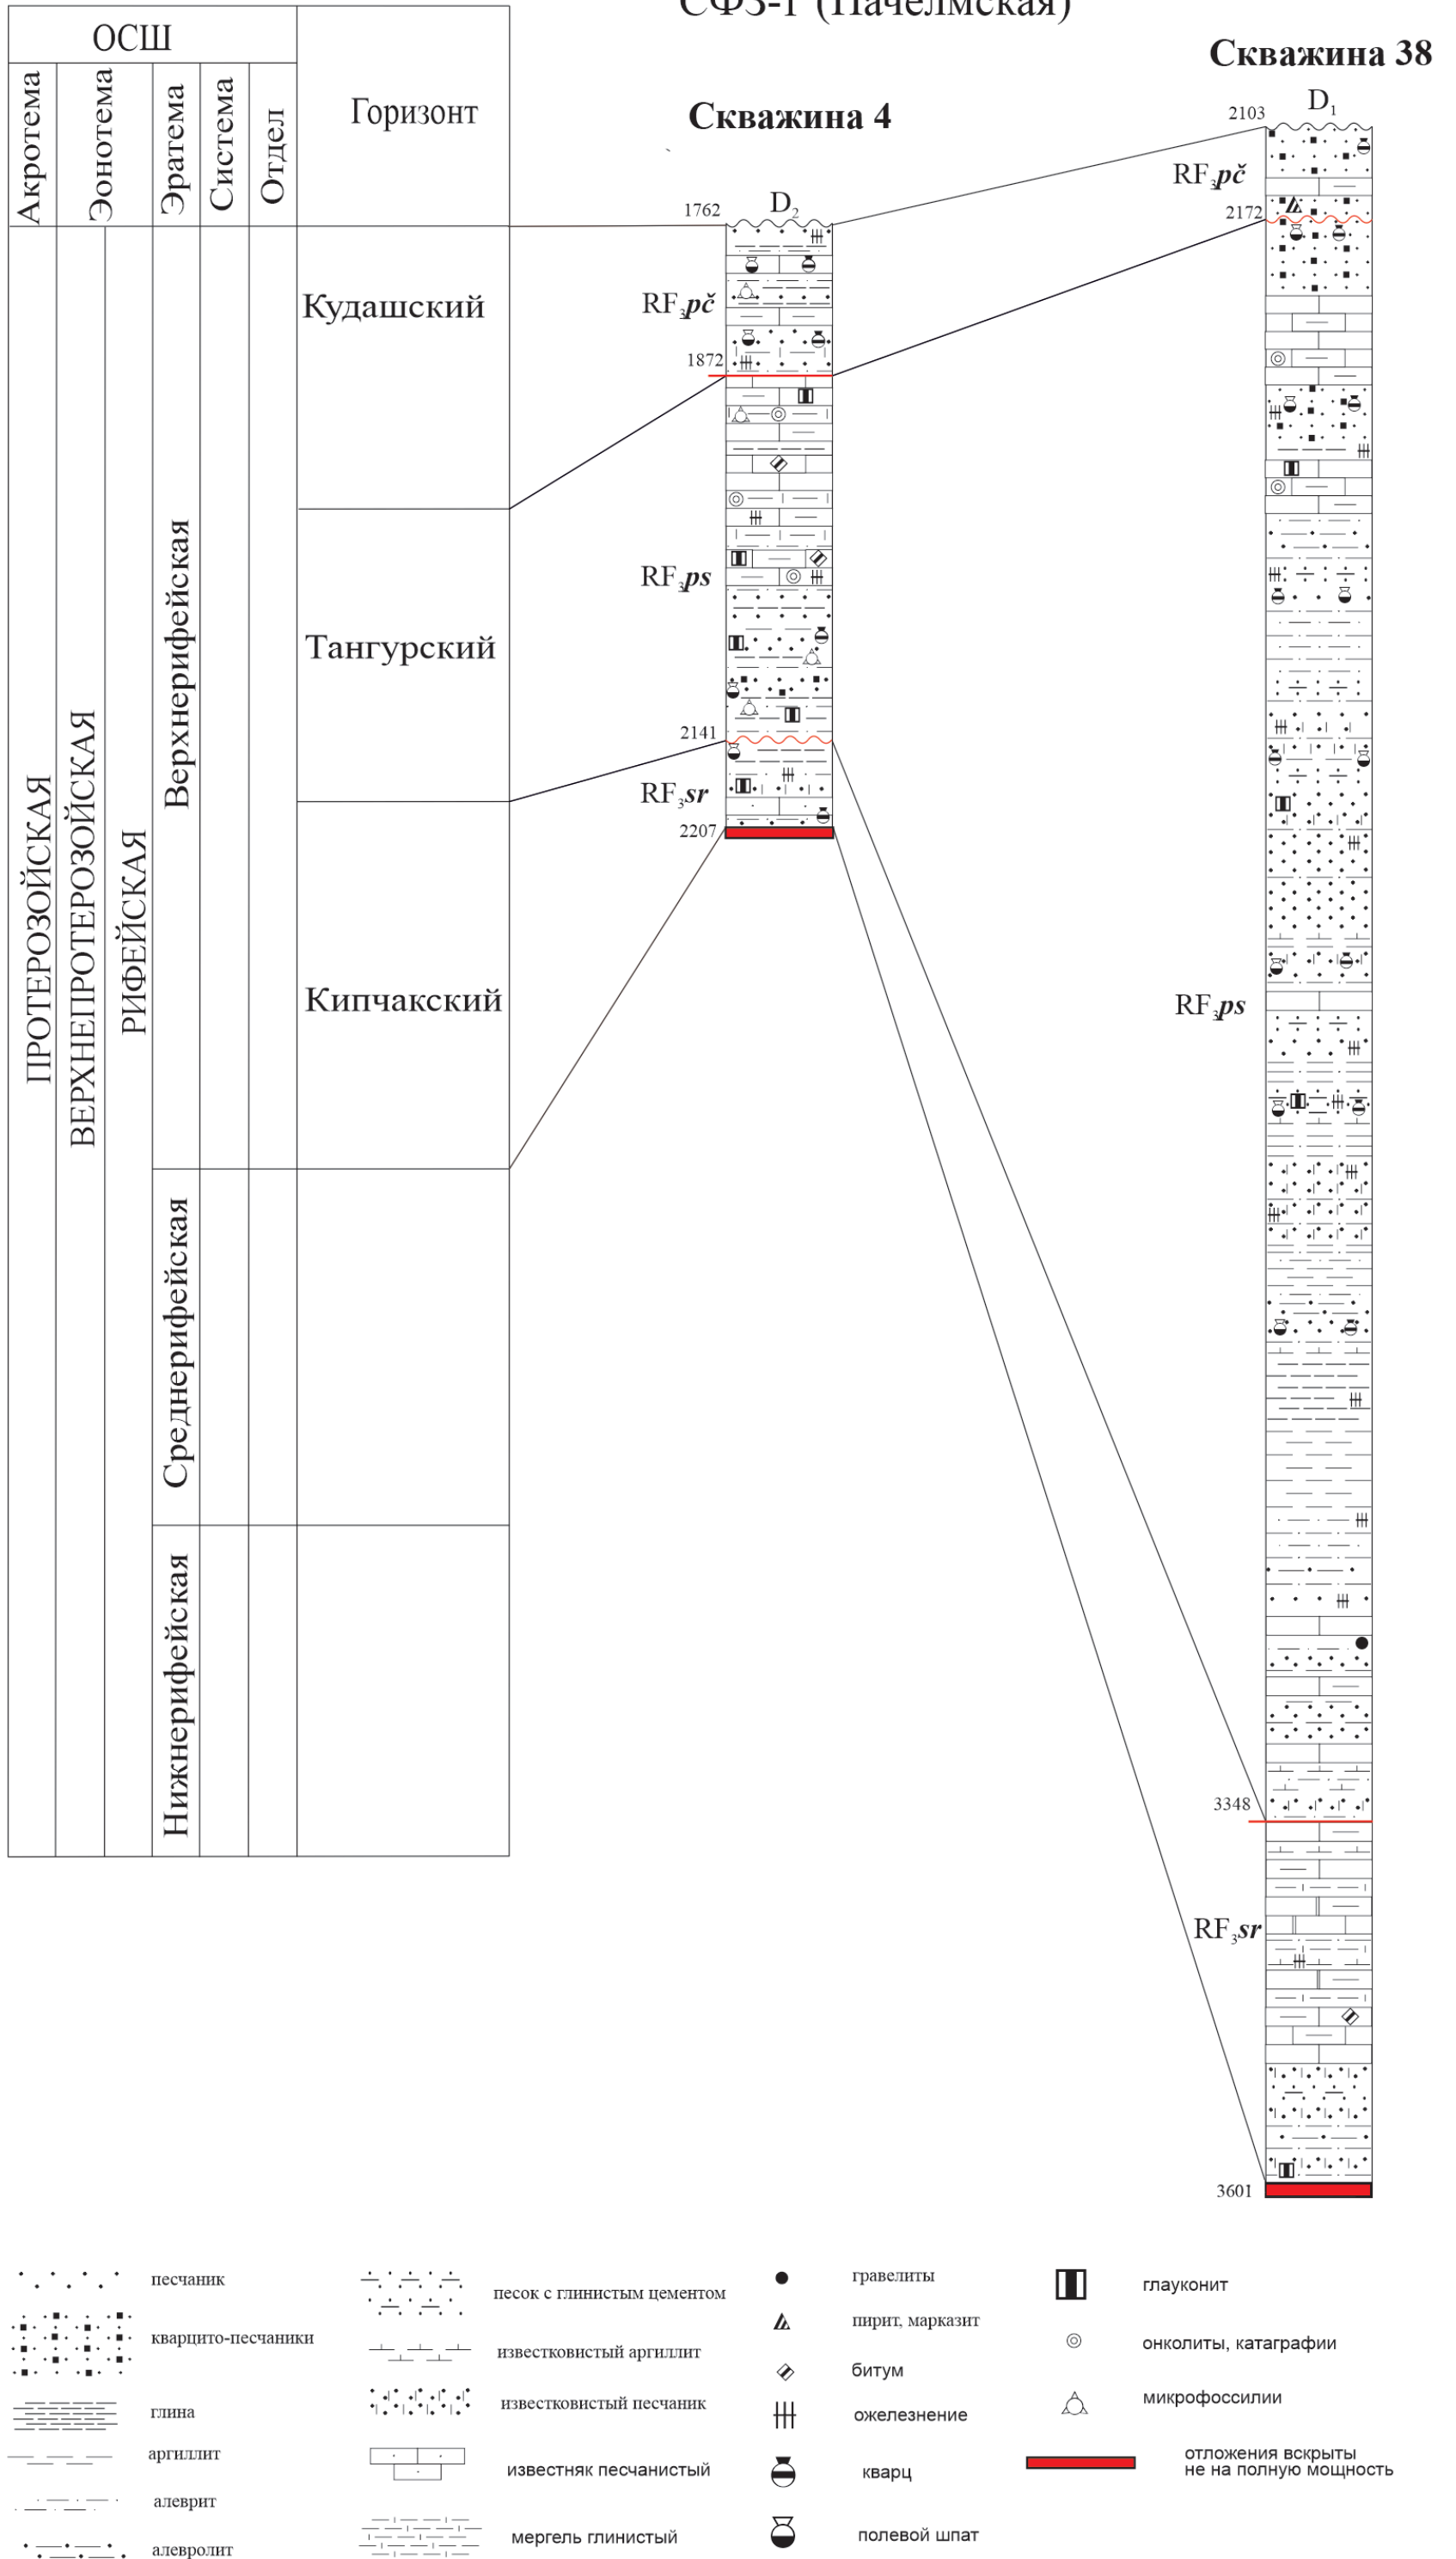 СФЗ-1 (Пачелмская)
ОСШ
Акротема
Эонотема
Эратема
Система
Отдел
Горизонт
ПРОТЕРОЗОЙСКАЯ
ВЕРХНЕПРОТЕРОЗОЙСКАЯ
РИФЕЙСКАЯ
Верхнерифейская
Среднерифейская
Нижнерифейская
Кудашский
Тангурский
Кипчакский
Скважина 4
D2
1762
RF3pč
1872
RF3ps
2141
RF3sr
2207
Скважина 38
D1
2103
RF3pč
2172
RF3ps
3348
RF3sr
3601
песчаник
кварцито-песчаники
глина
аргиллит
алеврит
алевролит
песок с глинистым цементом
известковистый аргиллит
известковистый песчаник
известняк песчанистый
мергель глинистый
гравелиты
пирит, марказит
битум
ожелезнение
кварц
полевой шпат
глауконит
онколиты, катаграфии
микрофоссилии
отложения вскрыты
не на полную мощность